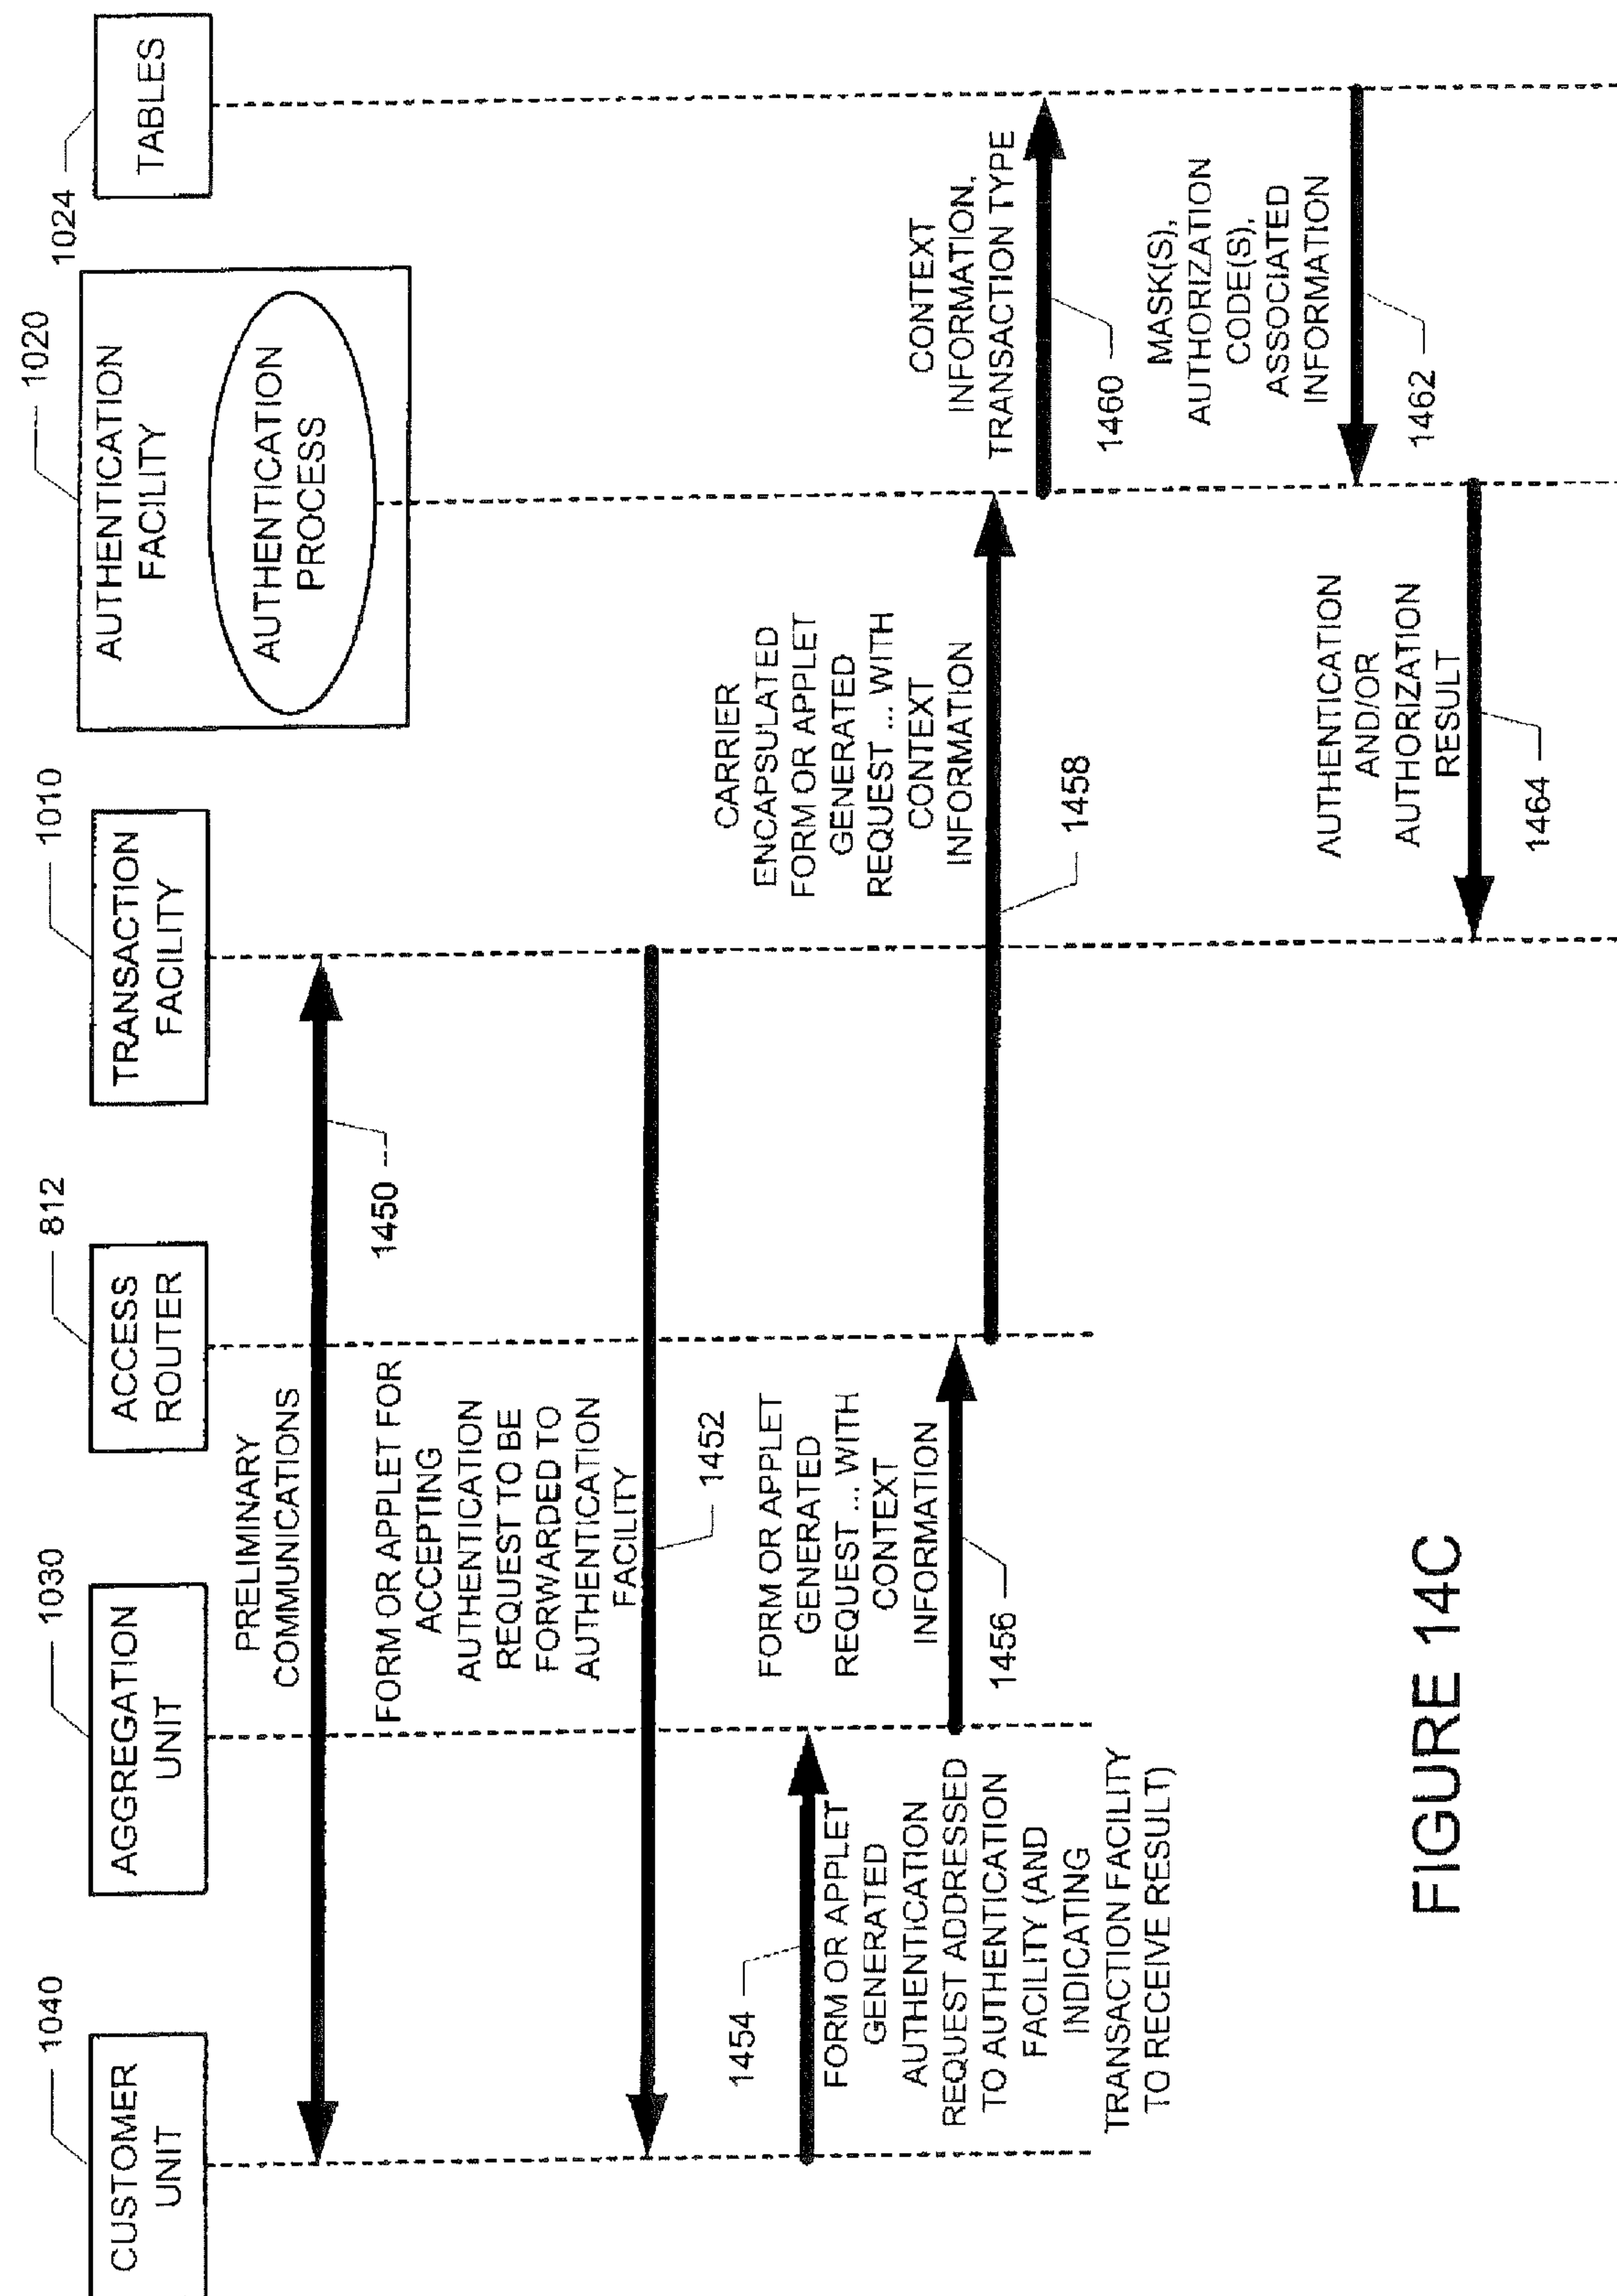 1040
CUSTOMER
UNIT
1030
AGGREGATION
UNIT
812
ACCESS
ROUTER
1010
TRANSACTION
FACILITY
1020
AUTHENTICATION
FACILITY
AUTHENTICATION
PROCESS
1024
TABLES
PRELIMINARY
COMMUNICATIONS
1450
FORM OR APPLET FOR
ACCEPTING
AUTHENTICATION
REQUEST TO BE
FORWARDED TO
AUTHENTICATION
FACILITY
1452
1454
FORM OR APPLET
GENERATED
AUTHENTICATION
REQUEST ADDRESSED
TO AUTHENTICATION
FACILITY (AND
INDICATING
TRANSACTION FACILITY
TO RECEIVE RESULT)
FORM OR APPLET
GENERATED
REQUEST ... WITH
CONTEXT
INFORMATION
1456
CARRIER
ENCAPSULATED
FORM OR APPLET
GENERATED
REQUEST ... WITH
CONTEXT
INFORMATION
1458
CONTEXT
INFORMATION,
TRANSACTION TYPE
1460
MASK(S),
AUTHORIZATION
CODE(S),
ASSOCIATED
INFORMATION
1462
AUTHENTICATION
AND/OR
AUTHORIZATION
RESULT
1464
FIGURE 14C